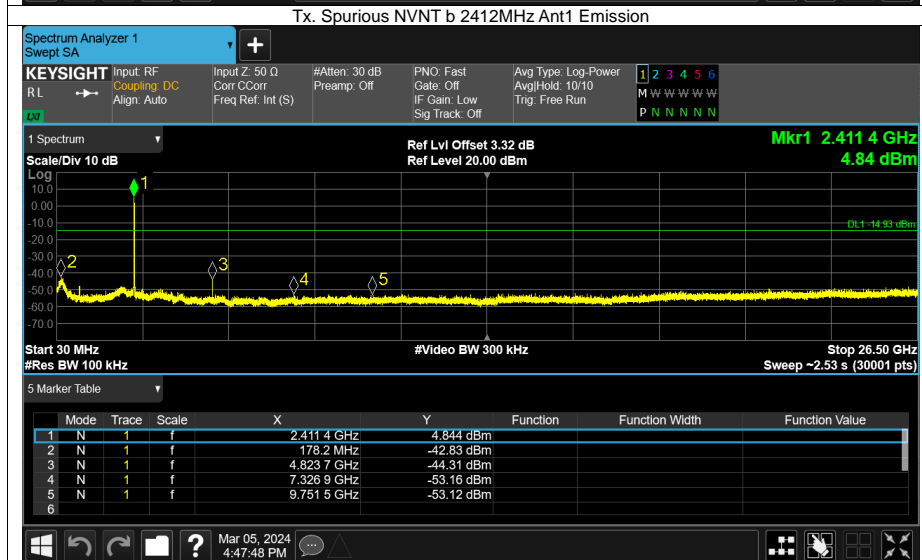 Tx. Spurious NVNT b 2412MHz Ant1 Emission
Spectrum Analyzer 1
Swept SA
+
KEYSIGHT
R L
LXI
Input: RF
Coupling: DC
Align: Auto
Input Z: 50 Ω
Corr CCorr
Freq Ref: Int (S)
#Atten: 30 dB
Preamp: Off
PNO: Fast
Gate: Off
IF Gain: Low
Sig Track: Off
Avg Type: Log-Power
Avg|Hold: 10/10
Trig: Free Run
1 2 3 4 5 6
M W W W W W
P N N N N N
1 Spectrum
Scale/Div 10 dB
Ref Lvl Offset 3.32 dB
Ref Level 20.00 dBm
Mkr1 2.411 4 GHz
4.84 dBm
Log
10.0
0.00
-10.0
-20.0
-30.0
-40.0
-50.0
-60.0
-70.0
1
2
3
4
5
DL1 -14.93 dBm
Start 30 MHz
#Video BW 300 kHz
Stop 26.50 GHz
#Res BW 100 kHz
Sweep ~2.53 s (30001 pts)
5 Marker Table
Mode Trace Scale X Y Function Function Width Function Value
1 N 1 f 2.411 4 GHz 4.844 dBm
2 N 1 f 178.2 MHz -42.83 dBm
3 N 1 f 4.823 7 GHz -44.31 dBm
4 N 1 f 7.326 9 GHz -53.16 dBm
5 N 1 f 9.751 5 GHz -53.12 dBm
6
?
Mar 05, 2024
4:47:48 PM